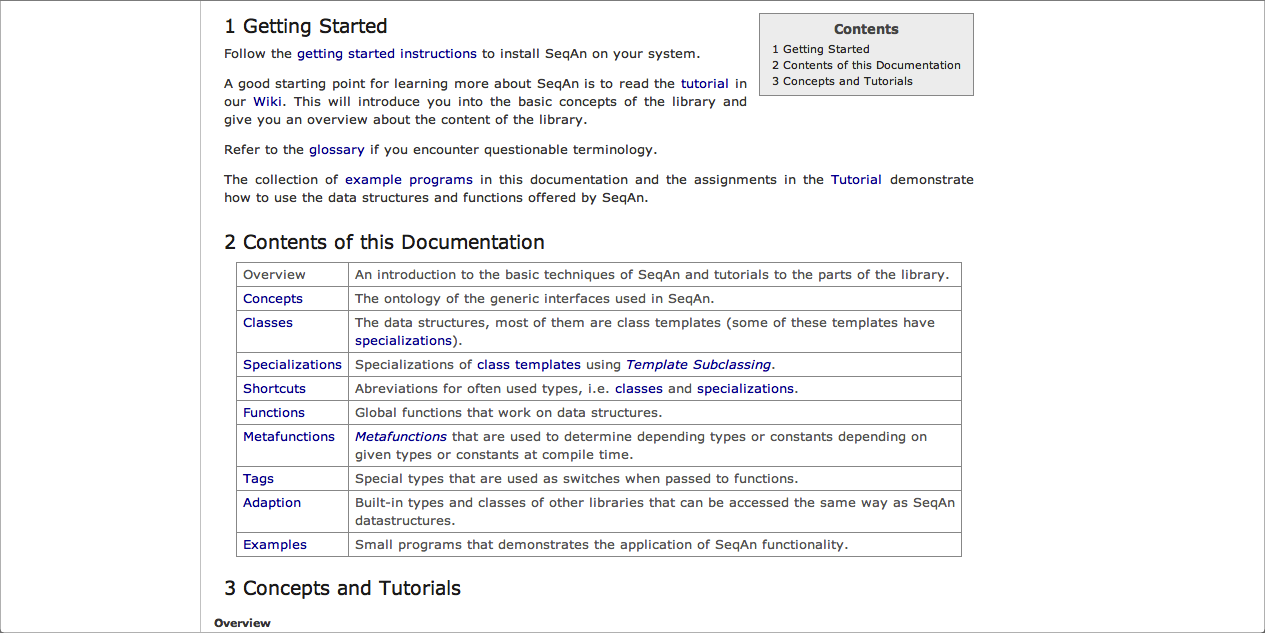 1 Getting Started
Follow the getting started instructions to install SeqAn on your system.
A good starting point for learning more about SeqAn is to read the tutorial in
our Wiki. This will introduce you into the basic concepts of the library and
give you an overview about the content of the library.
Refer to the glossary if you encounter questionable terminology.
The collection of example programs in this documentation and the assignments in the Tutorial demonstrate
how to use the data structures and functions offered by SeqAn.
Contents
1 Getting Started
2 Contents of this Documentation
3 Concepts and Tutorials
2 Contents of this Documentation
Overview An introduction to the basic techniques of SeqAn and tutorials to the parts of the library.
Concepts The ontology of the generic interfaces used in SeqAn.
Classes The data structures, most of them are class templates (some of these templates have
specializations).
Specializations Specializations of class templates using Template Subclassing.
Shortcuts Abreviations for often used types, i.e. classes and specializations.
Functions Global functions that work on data structures.
Metafunctions Metafunctions that are used to determine depending types or constants depending on
given types or constants at compile time.
Tags Special types that are used as switches when passed to functions.
Adaption Built-in types and classes of other libraries that can be accessed the same way as SeqAn
datastructures.
Examples Small programs that demonstrates the application of SeqAn functionality.
3 Concepts and Tutorials
Overview